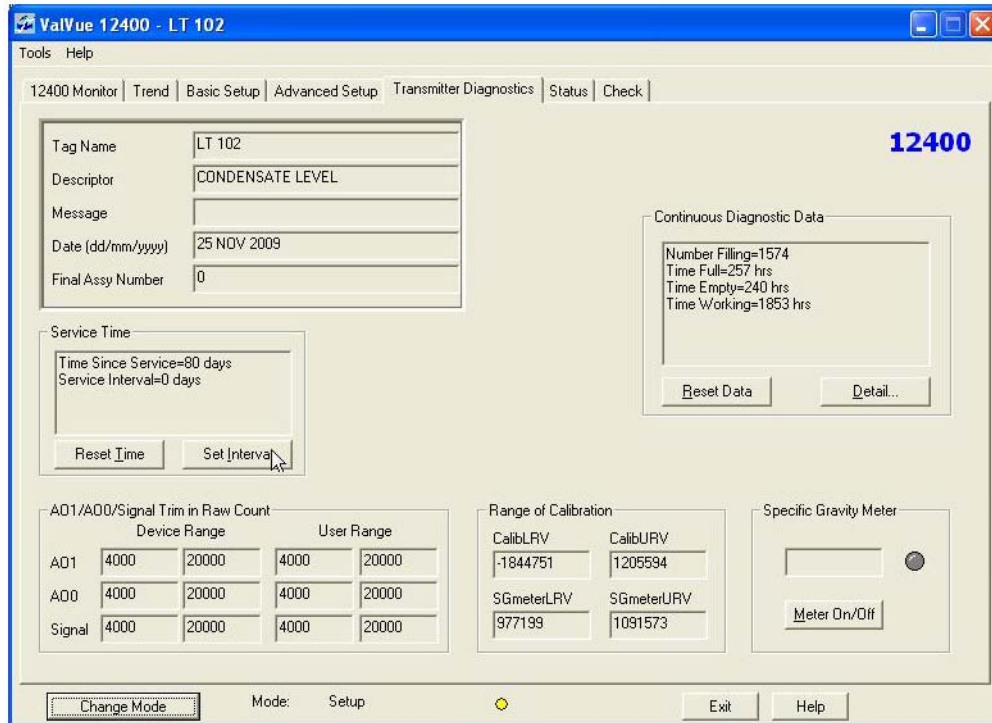 ValVue 12400 - LT 102
Tools Help
12400 Monitor Trend Basic Setup Advanced Setup Transmitter Diagnostics Status Check
12400
Tag Name LT 102
Descriptor CONDENSATE LEVEL
Message
Date (dd/mm/yyyy) 25 NOV 2009
Final Assy Number 0
Continuous Diagnostic Data
Number Filling=1574
Time Full=257 hrs
Time Empty=240 hrs
Time Working=1853 hrs
Reset Data Detail...
Service Time
Time Since Service=80 days
Service Interval=0 days
Reset Time Set Interval
AO1/AO0/Signal Trim in Raw Count
Device Range User Range
AO1 4000 20000 4000 20000
AO0 4000 20000 4000 20000
Signal 4000 20000 4000 20000
Range of Calibration
CalibLRV CalibURV
-1844751 1205594
SGmeterLRV SGmeterURV
977199 1091573
Specific Gravity Meter
Meter On/Off
Change Mode Mode: Setup Exit Help